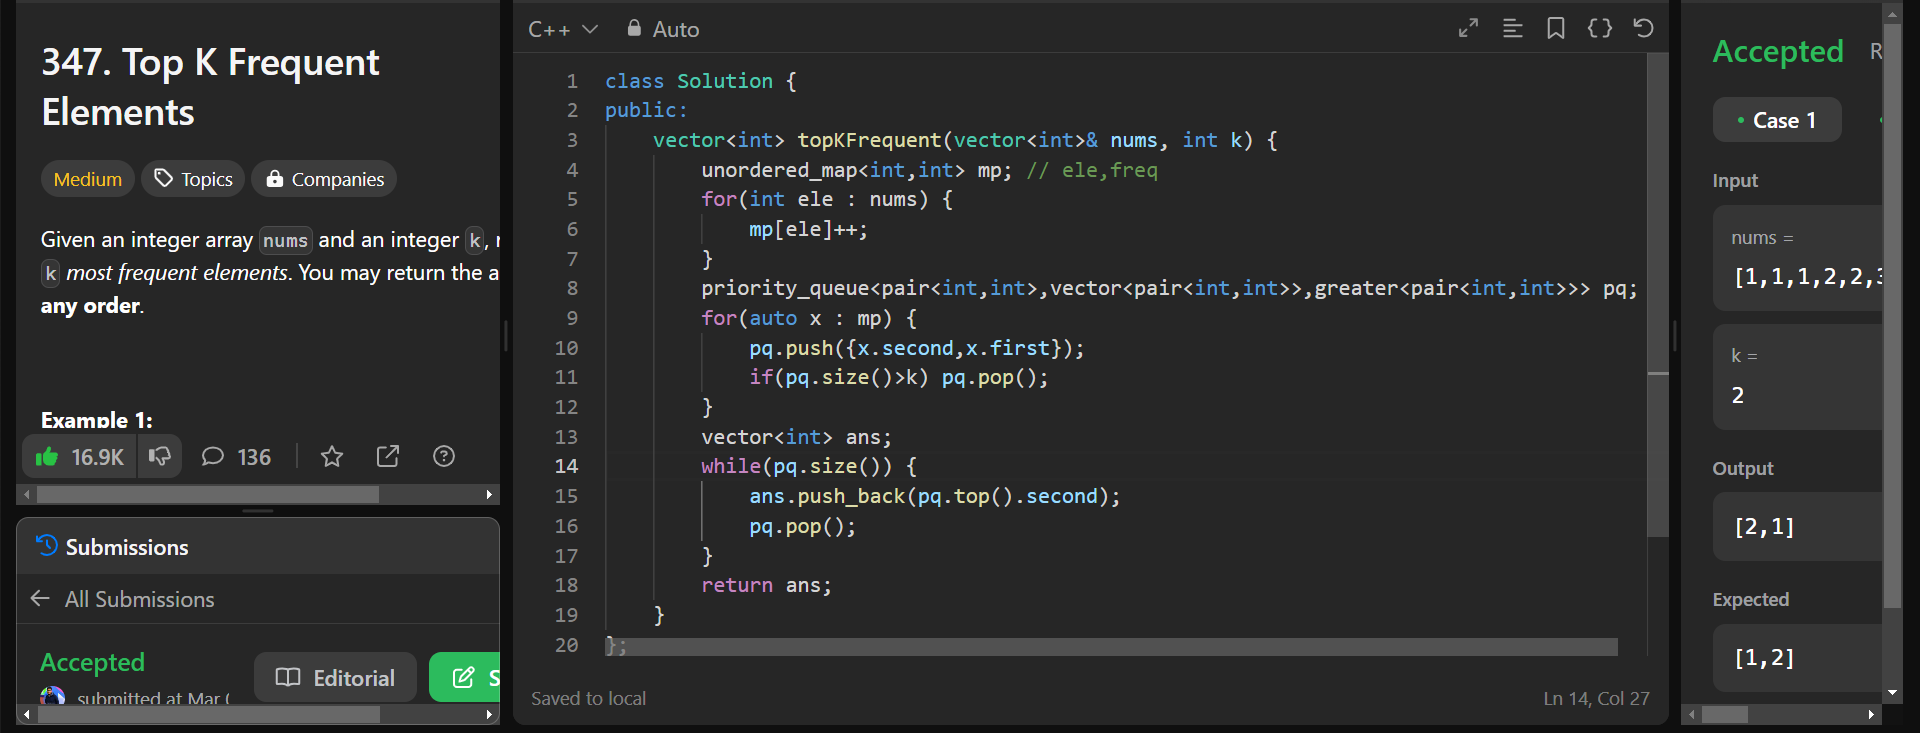 347. Top K Frequent
Elements
Medium
Topics
Companies
Given an integer array nums and an integer k,
k most frequent elements. You may return the a
any order.
Example 1:
16.9K
136
Submissions
All Submissions
Accepted
submitted at Mar
Editorial
S
C++
Auto
1 class Solution {
2 public:
3 vector<int> topKFrequent(vector<int>& nums, int k) {
4 unordered_map<int,int> mp; // ele,freq
5 for(int ele : nums) {
6 mp[ele]++;
7 }
8 priority_queue<pair<int,int>,vector<pair<int,int>>,greater<pair<int,int>>> pq;
9 for(auto x : mp) {
10 pq.push({x.second,x.first});
11 if(pq.size()>k) pq.pop();
12 }
13 vector<int> ans;
14 while(pq.size()) {
15 ans.push_back(pq.top().second);
16 pq.pop();
17 }
18 return ans;
19 }
20 };
Saved to local
Ln 14, Col 27
Accepted
R
• Case 1
Input
nums =
[1,1,1,2,2,3
k =
2
Output
[2,1]
Expected
[1,2]